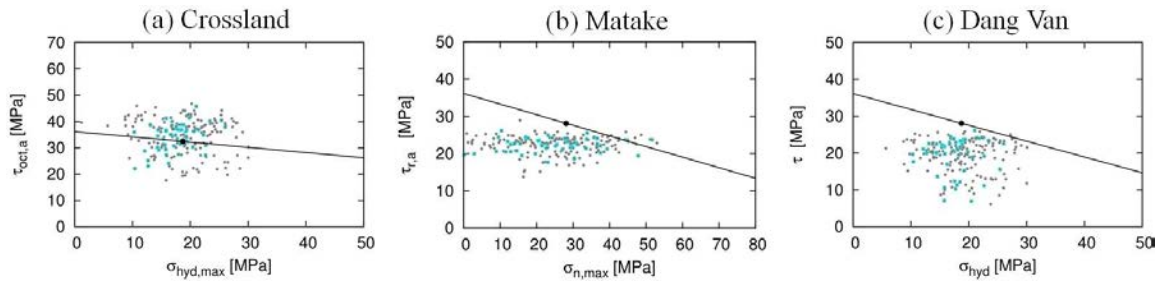 (a) Crossland
(b) Matake
(c) Dang Van
70
60
50
40
30
20
10
0
τoct,a [MPa]
0 10 20 30 40 50
σhyd,max [MPa]
50
40
30
20
10
0
τr,a [MPa]
0 10 20 30 40 50 60 70 80
σn,max [MPa]
50
40
30
20
10
0
τ [MPa]
0 10 20 30 40 50
σhyd [MPa]